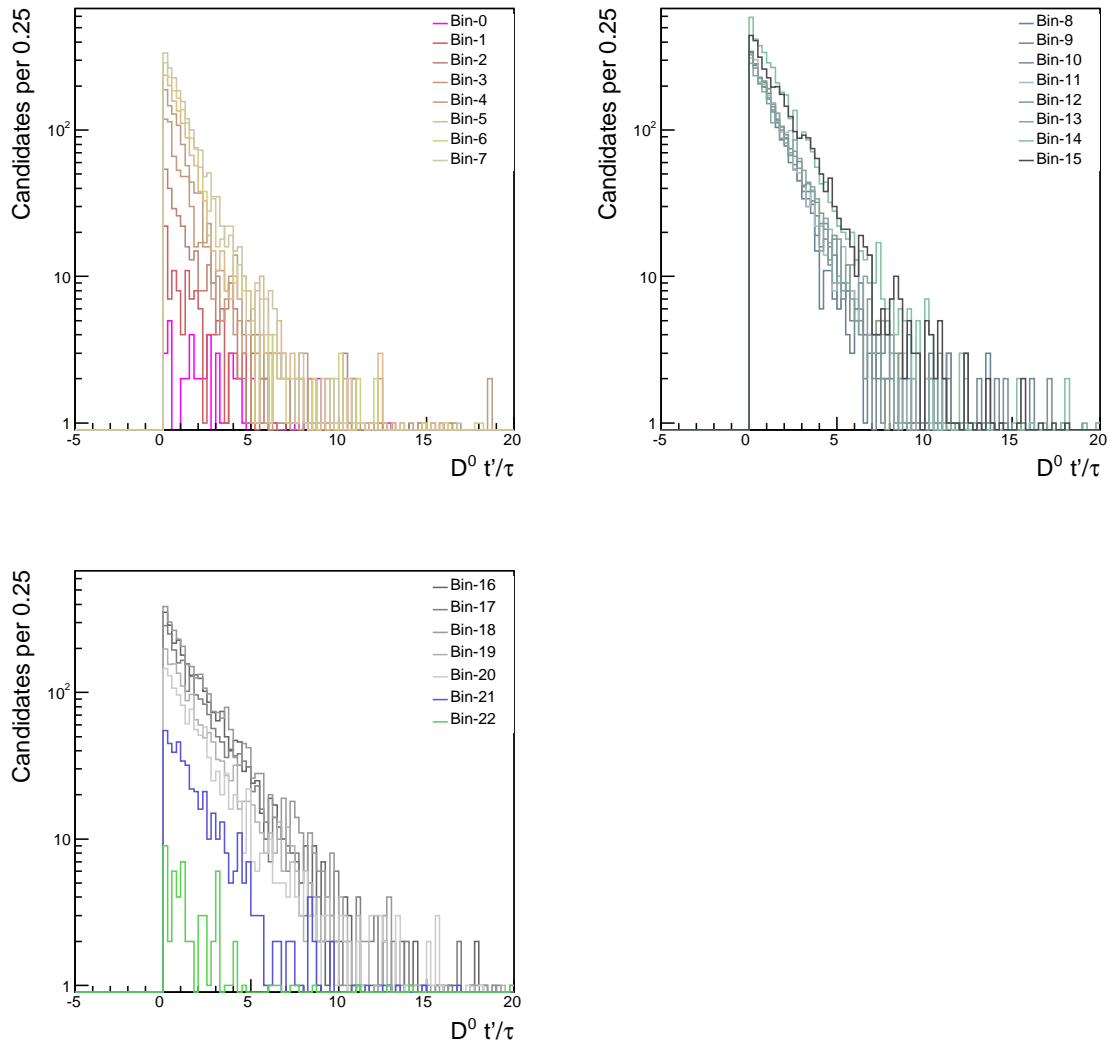 Candidates per 0.25
10²
10
1
-5 0 5 10 15 20
D⁰ t'/τ
Bin-0
Bin-1
Bin-2
Bin-3
Bin-4
Bin-5
Bin-6
Bin-7
Candidates per 0.25
10²
10
1
-5 0 5 10 15 20
D⁰ t'/τ
Bin-8
Bin-9
Bin-10
Bin-11
Bin-12
Bin-13
Bin-14
Bin-15
Candidates per 0.25
10²
10
1
-5 0 5 10 15 20
D⁰ t'/τ
Bin-16
Bin-17
Bin-18
Bin-19
Bin-20
Bin-21
Bin-22